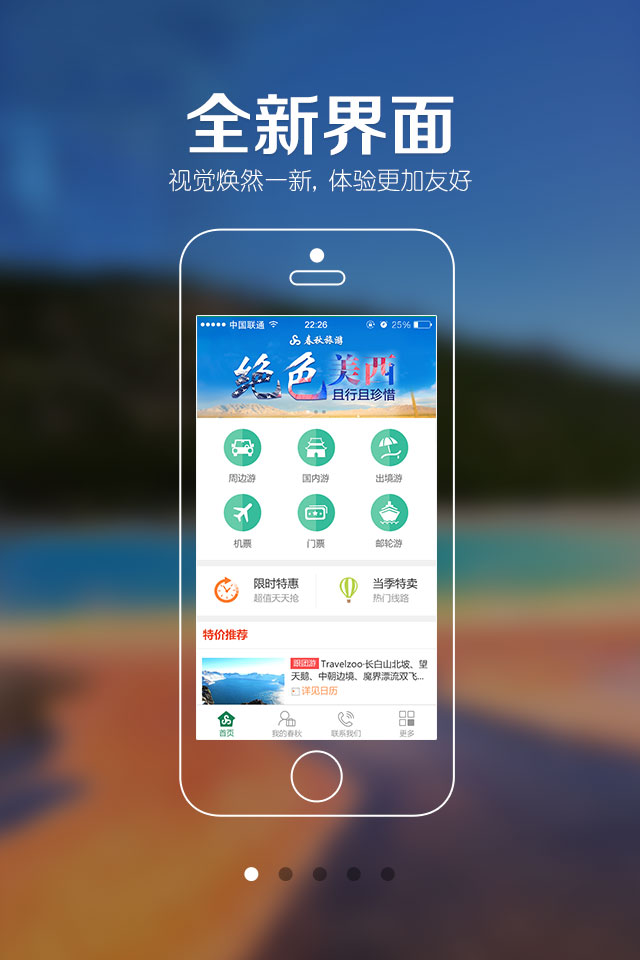 全新界面
视觉焕然一新, 体验更加友好
中国联通 22:26 25%
春秋旅游
绝色美西
且行且珍惜
周边游 国内游 出境游
机票 门票 邮轮游
限时特惠 当季特卖
超值天天抢 热门线路
特价推荐
跟团游 Travelzoo·长白山北坡、望
天鹅、中朝边境、魔界漂流双飞...
详见日历
首页 我的春秋 联系我们 更多